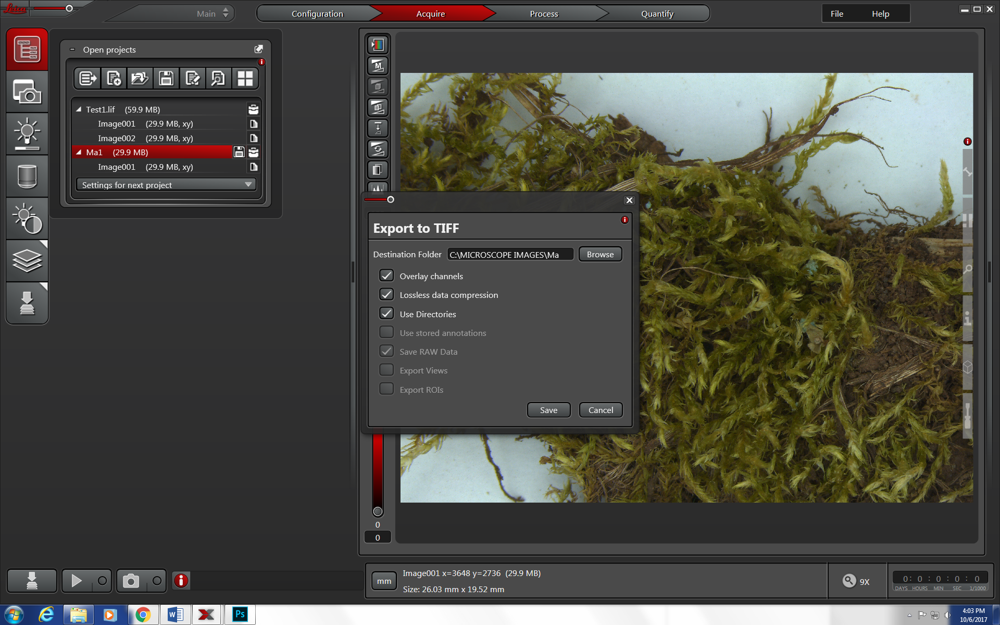 Leica
Main
Configuration
Acquire
Process
Quantify
File
Help
Open projects
Test1.lif (59.9 MB)
Image001 (29.9 MB, xy)
Image002 (29.9 MB, xy)
Ma1 (29.9 MB)
Image001 (29.9 MB, xy)
Settings for next project
M
Export to TIFF
Destination Folder C:\MICROSCOPE IMAGES\Ma Browse
Overlay channels
Lossless data compression
Use Directories
Use stored annotations
Save RAW Data
Export Views
Export ROIs
Save Cancel
0
0
mm
Image001 x=3648 y=2736 (29.9 MB)
Size: 26.03 mm x 19.52 mm
9X
0: 0 : 0 : 0 : 0
DAYS HOURS MIN SEC 1/1000
W
Ps
4:03 PM
10/6/2017